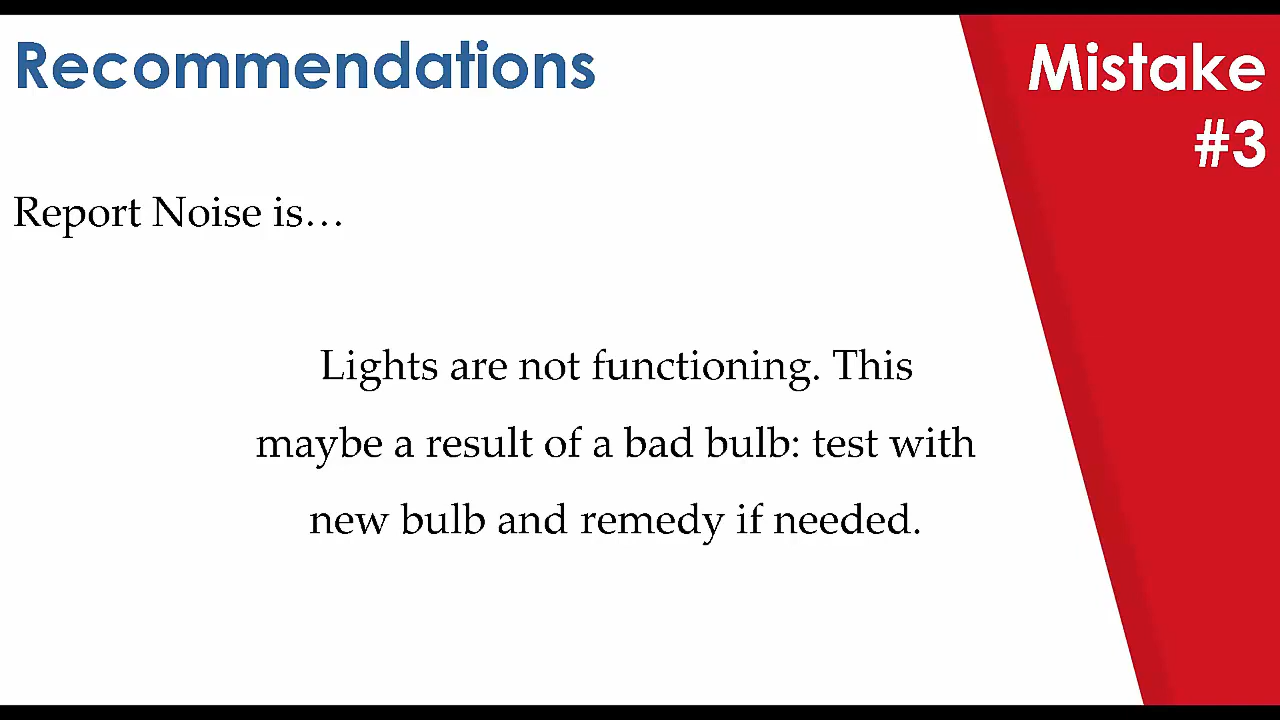 Recommendations
Mistake
#3
Report Noise is…
Lights are not functioning. This
maybe a result of a bad bulb: test with
new bulb and remedy if needed.